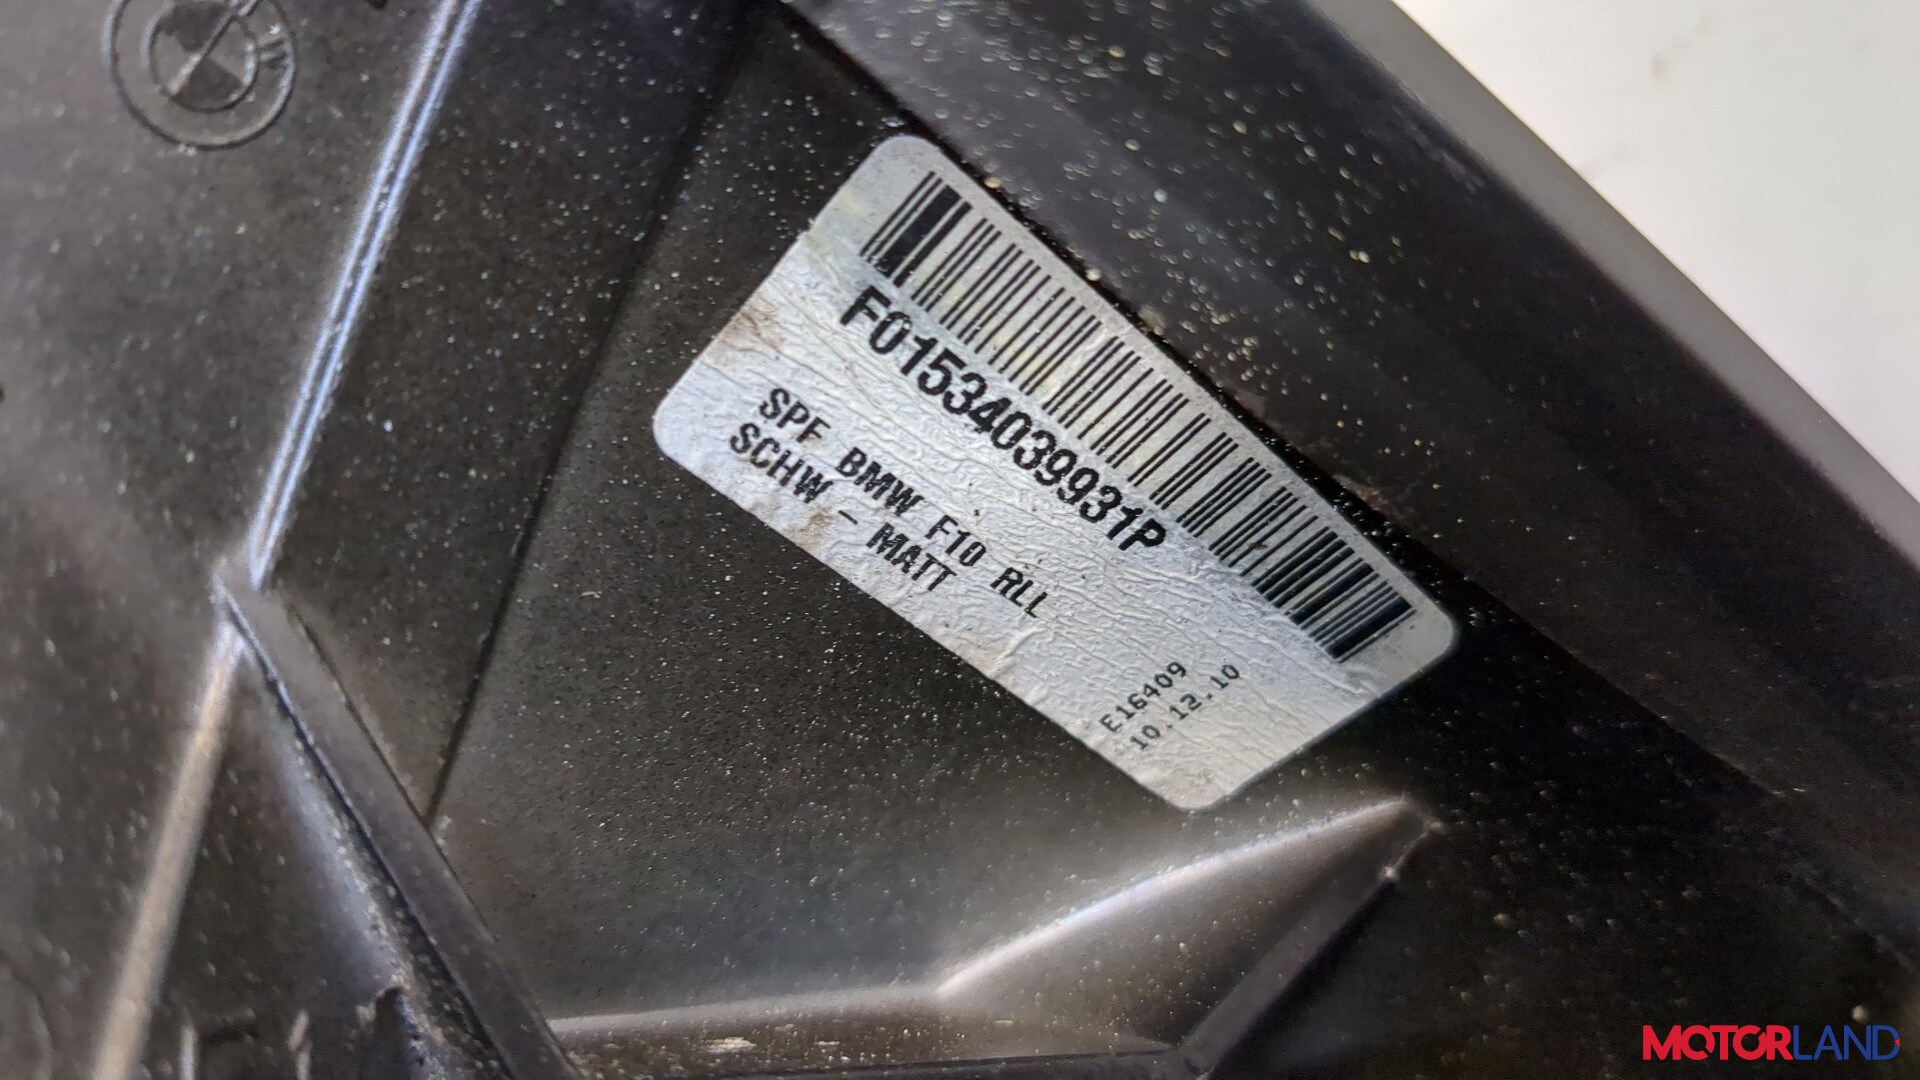 F01534039931P
SPF BMW F10 RLL
SCHW - MATT
E16409
10.12.10
MOTORLAND